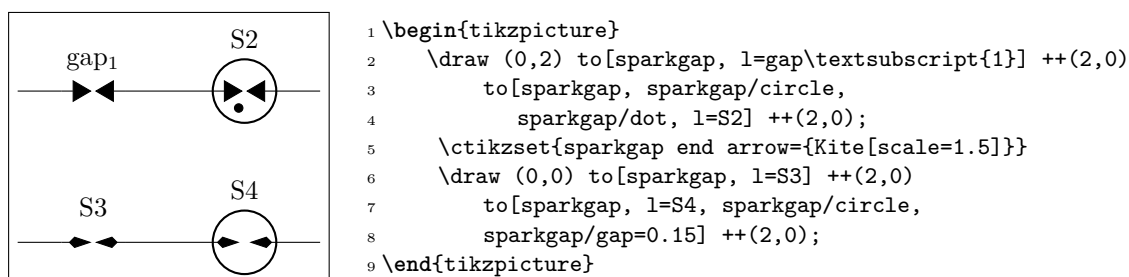 gap₁
S2
S3
S4
1 \begin{tikzpicture}
2     \draw (0,2) to[sparkgap, l=gap\textsubscript{1}] ++(2,0)
3         to[sparkgap, sparkgap/circle,
4           sparkgap/dot, l=S2] ++(2,0);
5      \ctikzset{sparkgap end arrow={Kite[scale=1.5]}}
6      \draw (0,0) to[sparkgap, l=S3] ++(2,0)
7         to[sparkgap, l=S4, sparkgap/circle,
8         sparkgap/gap=0.15] ++(2,0);
9 \end{tikzpicture}